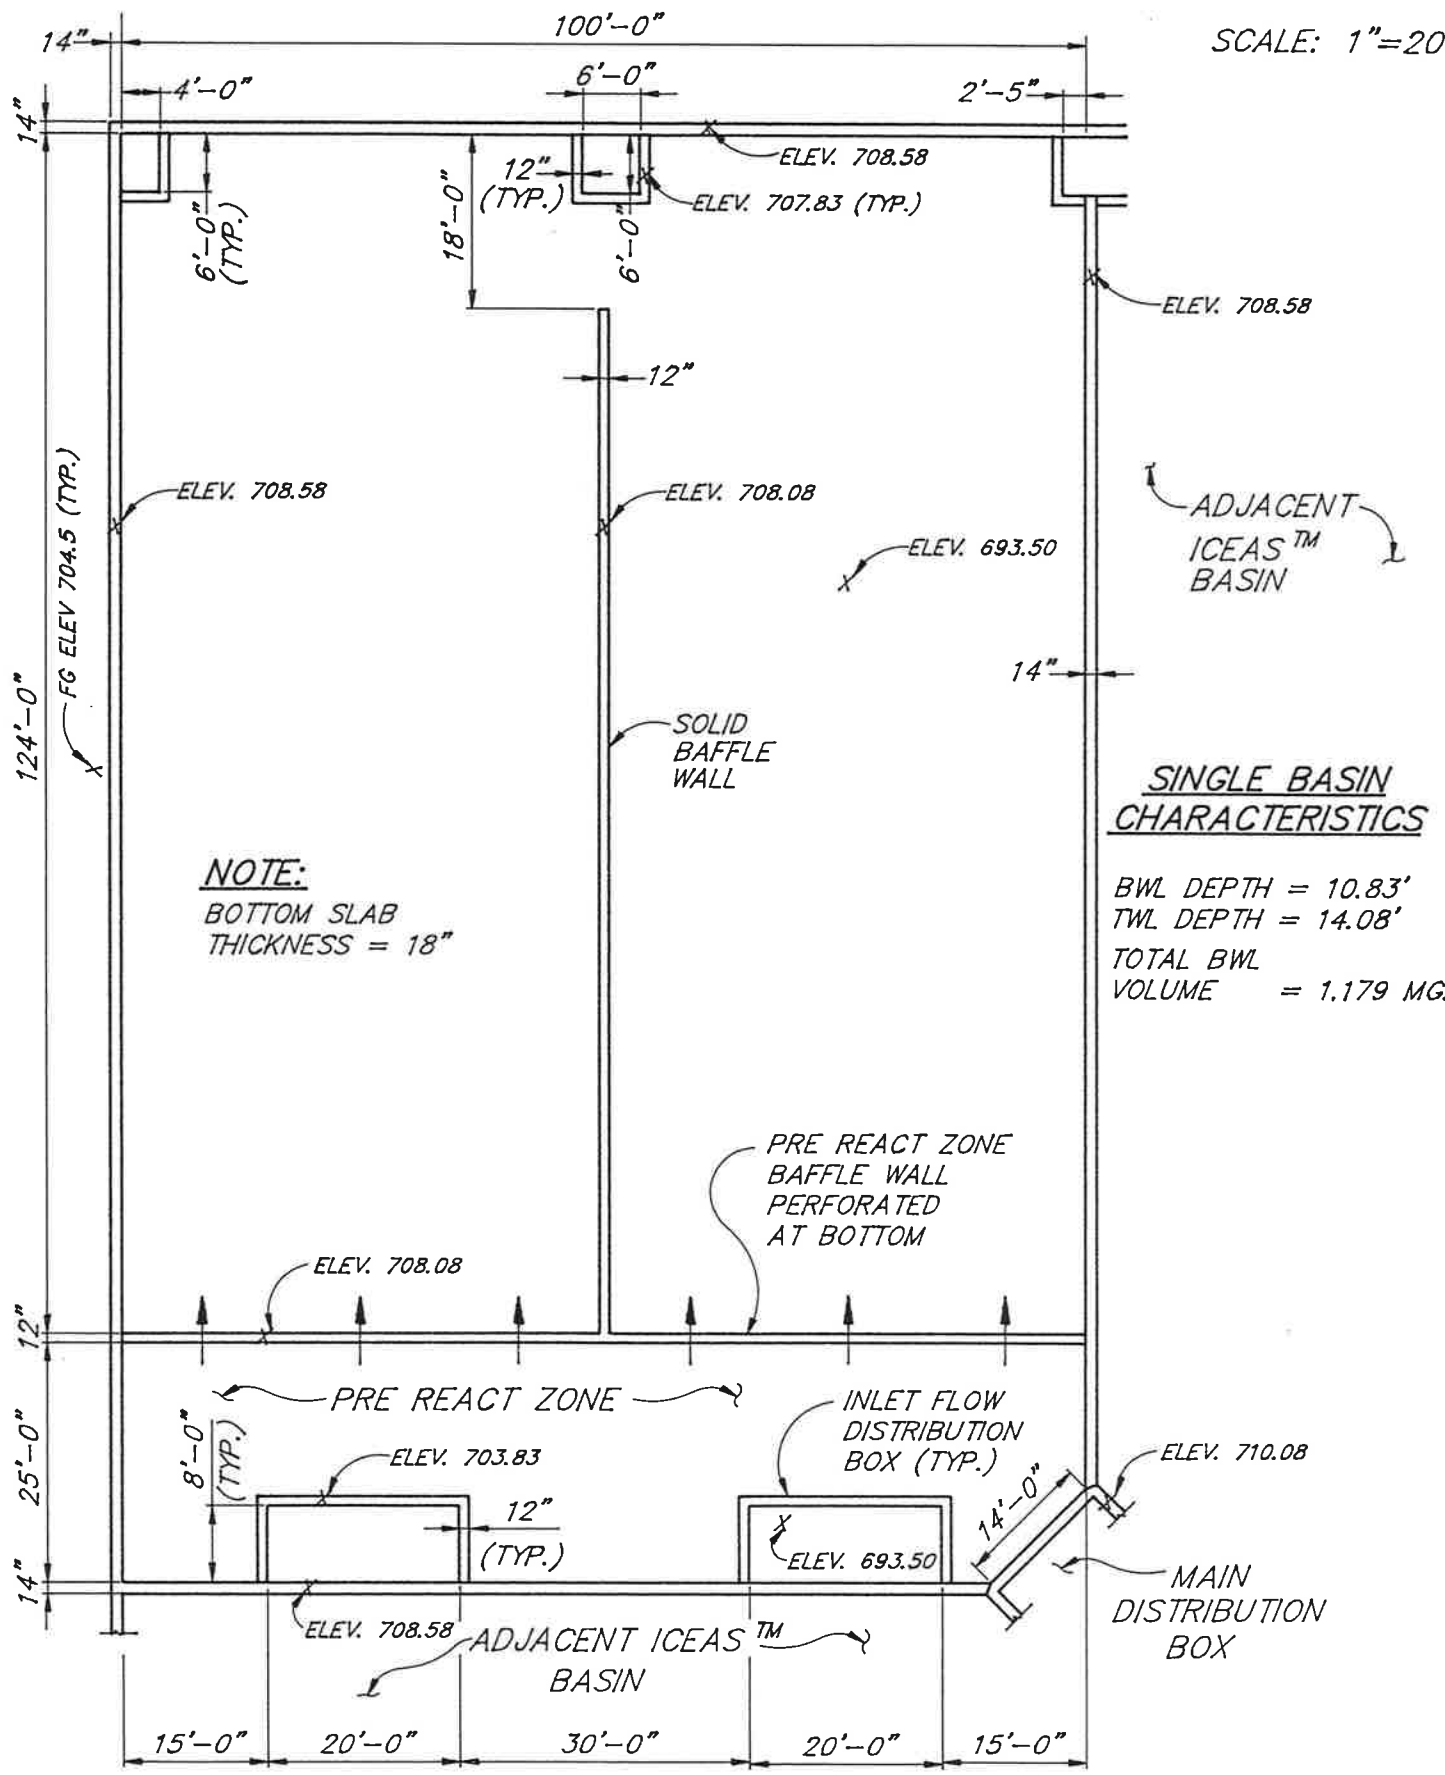 14" 100'-0" SCALE: 1"=20
4'-0" 6'-0" 2'-5"
14"
ELEV. 708.58
12"
(TYP.)
ELEV. 707.83 (TYP.)
18'-0"
6'-0"
(TYP.)
6'-0"
ELEV. 708.58
12"
FG ELEV 704.5 (TYP.)
ELEV. 708.58
ELEV. 708.08
ELEV. 693.50
ADJACENT
ICEAS™
BASIN
14"
124'-0"
SOLID
BAFFLE
WALL
SINGLE BASIN
CHARACTERISTICS
BWL DEPTH = 10.83'
TWL DEPTH = 14.08'
TOTAL BWL
VOLUME = 1.179 MG.
NOTE:
BOTTOM SLAB
THICKNESS = 18"
PRE REACT ZONE
BAFFLE WALL
PERFORATED
AT BOTTOM
ELEV. 708.08
12"
PRE REACT ZONE
INLET FLOW
DISTRIBUTION
BOX (TYP.)
25'-0"
8'-0"
(TYP.)
ELEV. 703.83
ELEV. 710.08
12"
(TYP.)
14'-0"
ELEV. 693.50
14"
MAIN
DISTRIBUTION
BOX
ELEV. 708.58
ADJACENT ICEAS™
BASIN
15'-0" 20'-0" 30'-0" 20'-0" 15'-0"